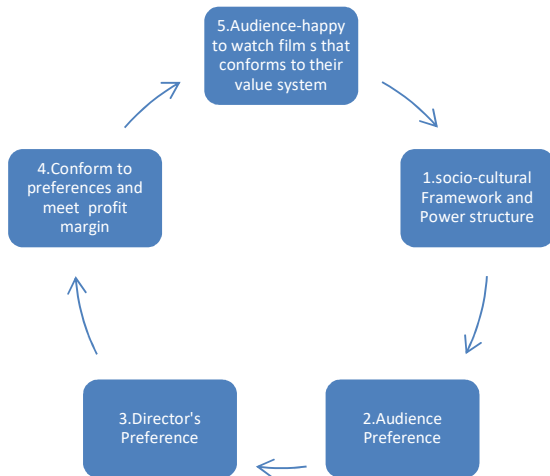 5.Audience-happy
to watch film s that
conforms to their
value system
1.socio-cultural
Framework and
Power structure
2.Audience
Preference
3.Director's
Preference
4.Conform to
preferences and
meet profit
margin